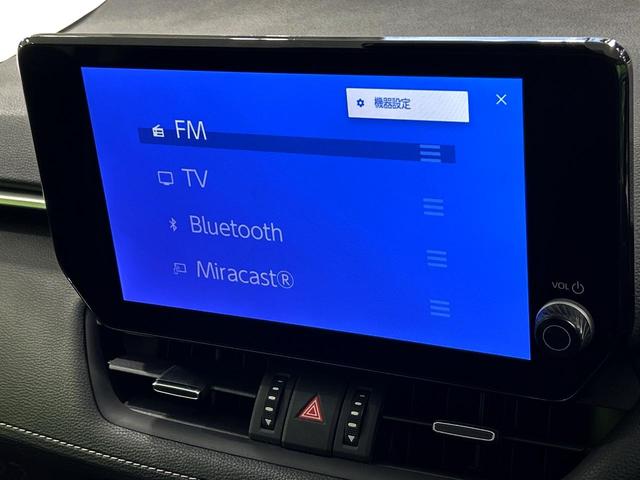 機器設定
FM
TV
Bluetooth
Miracast®
VOL